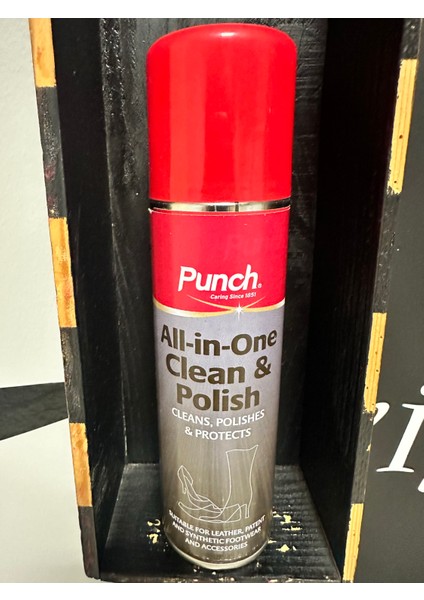 Punch®
Caring Since 1851
All-in-One
Clean &
Polish
CLEANS, POLISHES
& PROTECTS
SUITABLE FOR LEATHER, PATENT
AND SYNTHETIC FOOTWEAR
AND ACCESSORIES